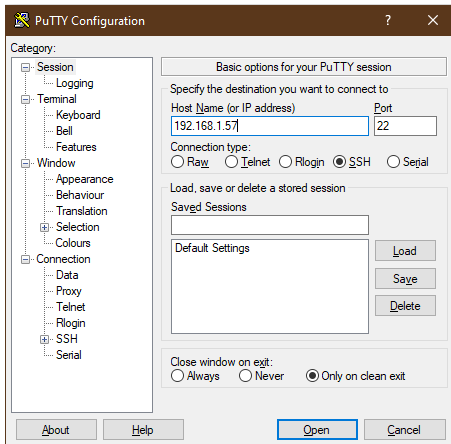 PuTTY Configuration
Category:
Session
Logging
Terminal
Keyboard
Bell
Features
Window
Appearance
Behaviour
Translation
Selection
Colours
Connection
Data
Proxy
Telnet
Rlogin
SSH
Serial
Basic options for your PuTTY session
Specify the destination you want to connect to
Host Name (or IP address) Port
192.168.1.57 22
Connection type:
Raw Telnet Rlogin SSH Serial
Load, save or delete a stored session
Saved Sessions
Default Settings
Load
Save
Delete
Close window on exit:
Always Never Only on clean exit
About Help Open Cancel